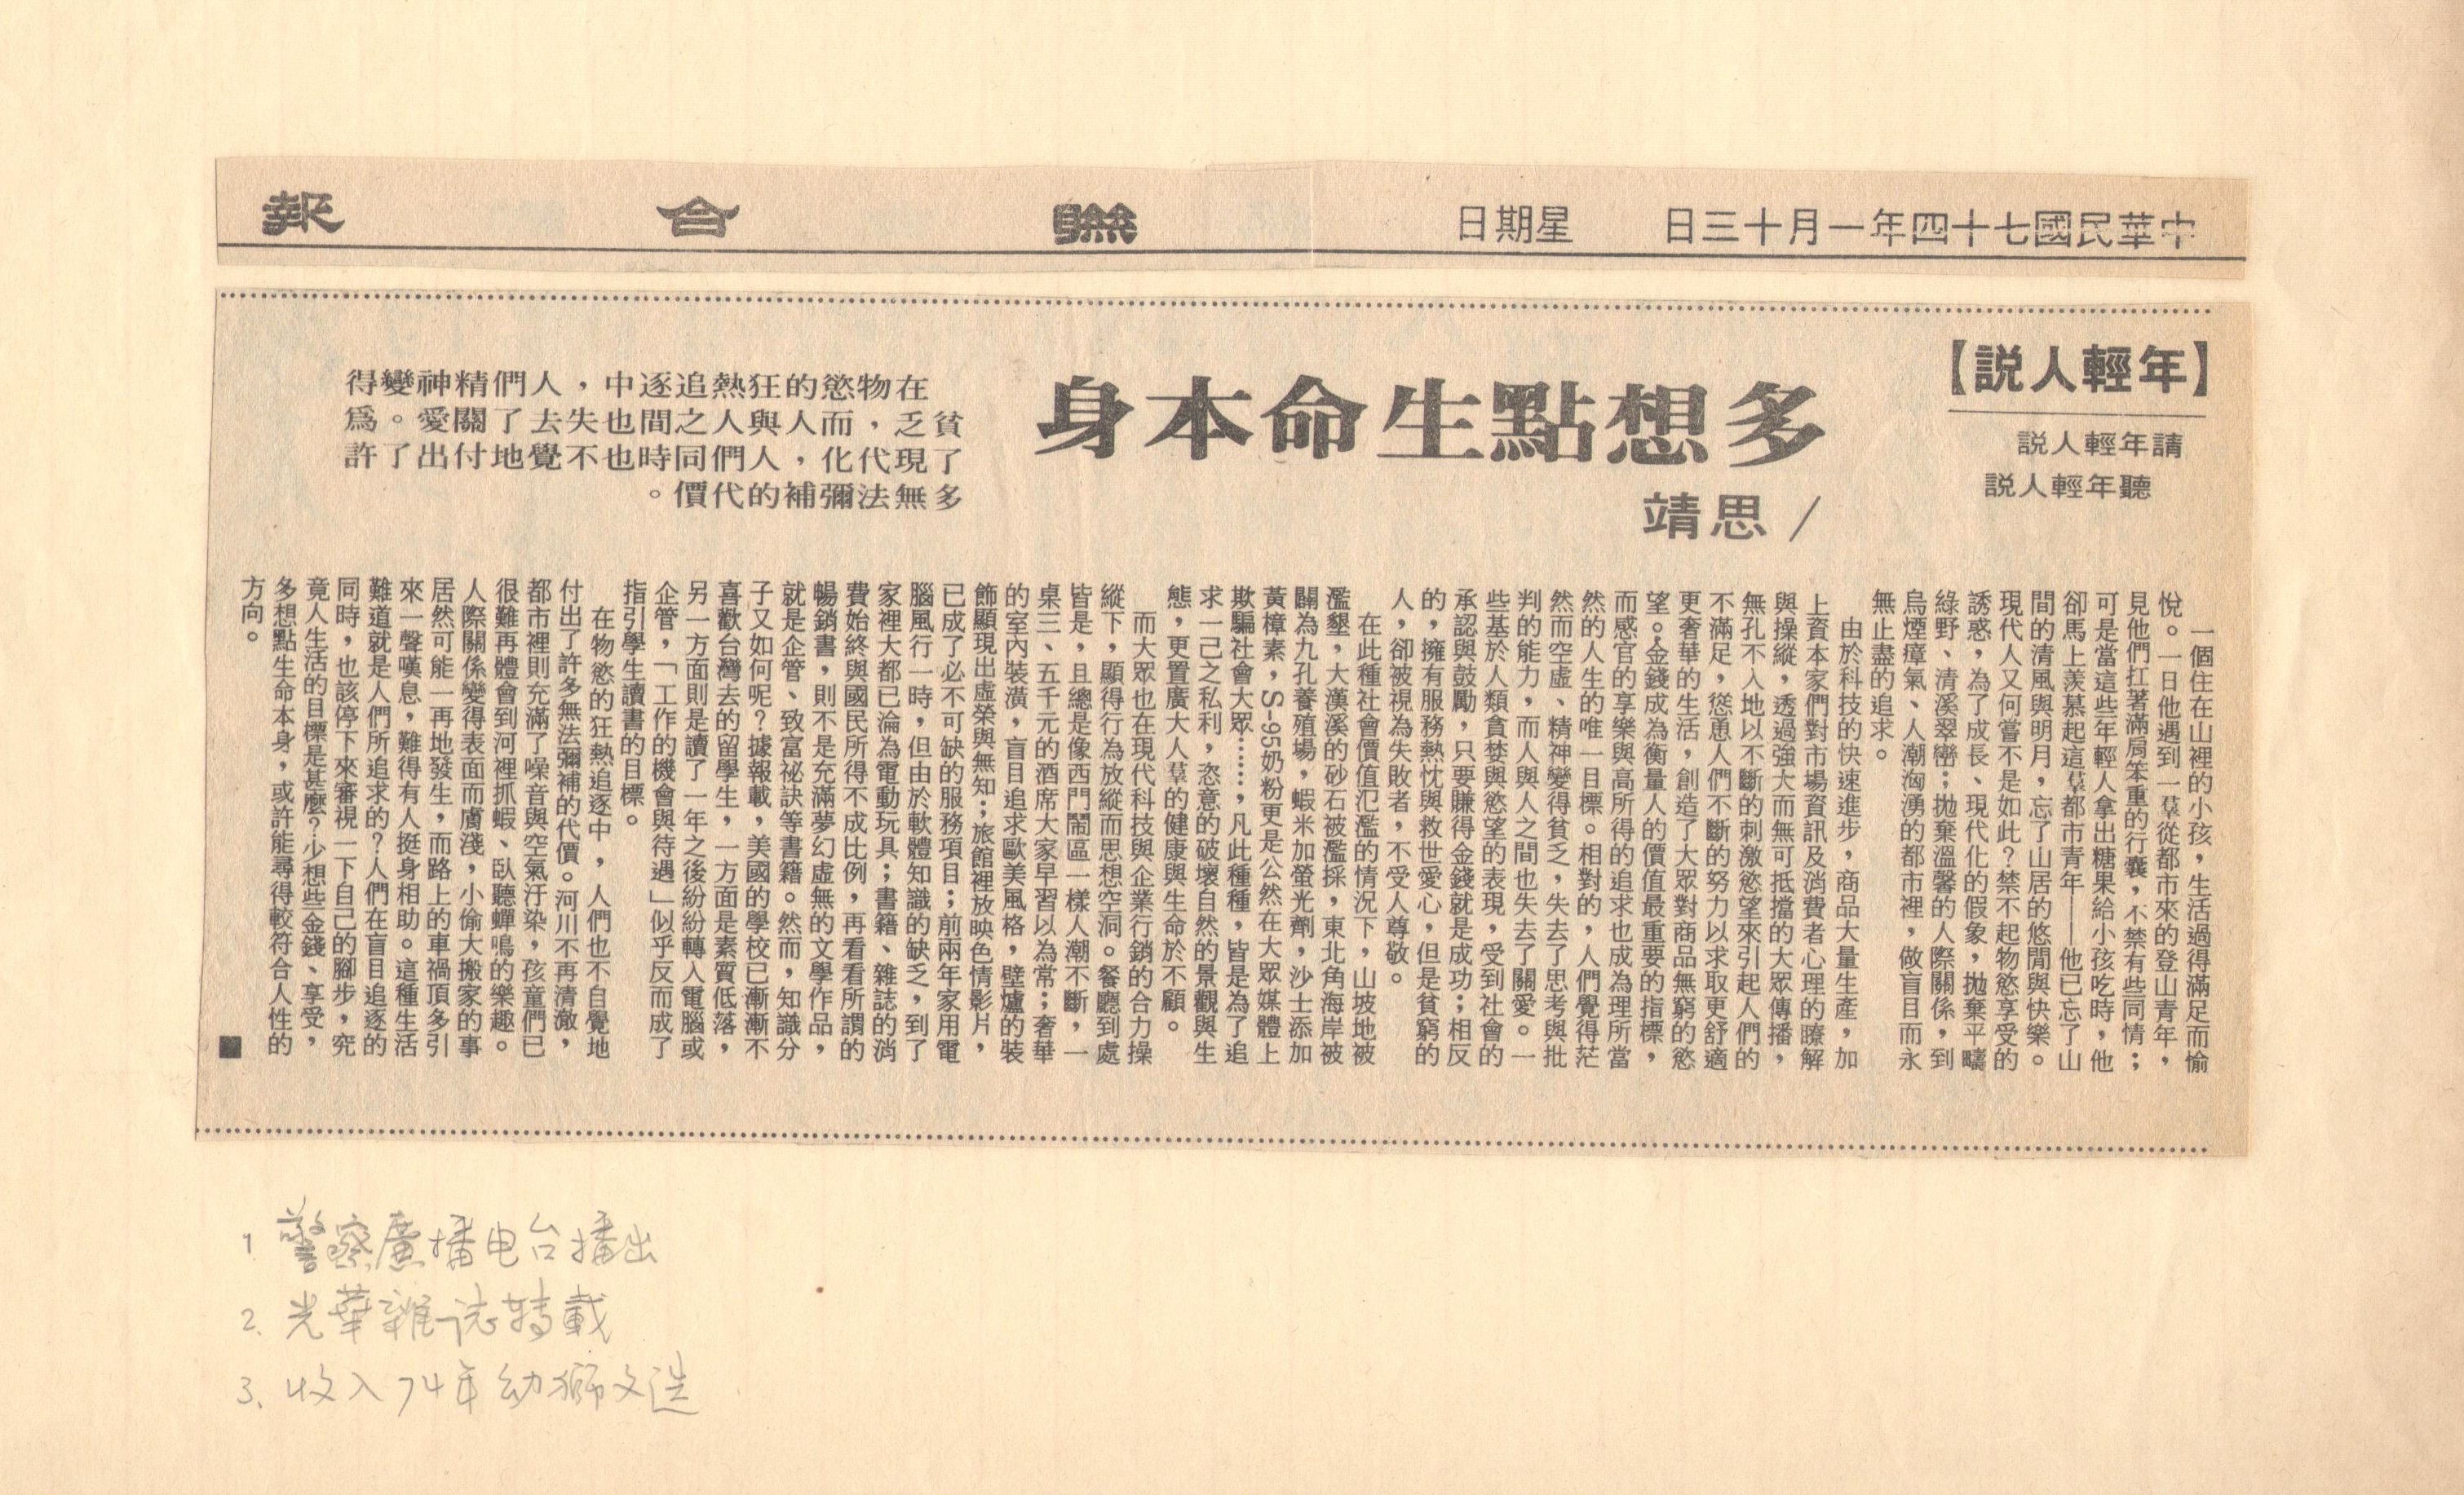 中華民國七十四年一月十三日　星期日
聯合報
【年輕人説】
請年輕人説
聽年輕人説
多想點生命本身
／思靖
在物慾的狂熱追逐中，人們精神變得
貧乏，而人與人之間也失去了關愛。爲
了現代化，人們同時也不覺地付出了許
多無法彌補的代價。
一個住在山裡的小孩，生活過得滿足而愉
悅。一日他遇到一羣從都市來的登山青年，
見他們扛著滿肩笨重的行囊，不禁有些同情；
可是當這些年輕人拿出糖果給小孩吃時，他
卻馬上羨慕起這羣都市青年——他已忘了山
間的清風與明月，忘了山居的悠閒與快樂。
現代人又何嘗不是如此？禁不起物慾享受的
誘惑，為了成長、現代化的假象，拋棄平疇
綠野、清溪翠巒；拋棄溫馨的人際關係，到
烏煙瘴氣、人潮洶湧的都市裡，做盲目而永
無止盡的追求。
由於科技的快速進步，商品大量生產，加
上資本家們對市場資訊及消費者心理的瞭解
與操縱，透過強大而無可抵擋的大眾傳播，
無孔不入地以不斷的刺激慾望來引起人們的
不滿足，慫恿人們不斷的努力以求取更舒適
更奢華的生活，創造了大眾對商品無窮的慾
望。金錢成為衡量人的價值最重要的指標，
而感官的享樂與高所得的追求也成為理所當
然的人生的唯一目標。相對的，人們覺得茫
然而空虛、精神變得貧乏，失去了思考與批
判的能力，而人與人之間也失去了關愛。一
些基於人類貪婪與慾望的表現，受到社會的
承認與鼓勵，只要賺得金錢就是成功；相反
的，擁有服務熱忱與救世愛心，但是貧窮的
人，卻被視為失敗者，不受人尊敬。
在此種社會價值氾濫的情況下，山坡地被
濫墾，大漢溪的砂石被濫採，東北角海岸被
闢為九孔養殖場，蝦米加螢光劑，沙士添加
黃樟素，S-95奶粉更是公然在大眾媒體上
欺騙社會大眾……，凡此種種，皆是為了追
求一己之私利，恣意的破壞自然的景觀與生
態，更置廣大人羣的健康與生命於不顧。
而大眾也在現代科技與企業行銷的合力操
縱下，顯得行為放縱而思想空洞。餐廳到處
皆是，且總是像西門鬧區一樣人潮不斷，一
桌三、五千元的酒席大家早習以為常；奢華
的室內裝潢，盲目追求歐美風格，壁爐的裝
飾顯現出虛榮與無知；旅館裡放映色情影片，
已成了必不可缺的服務項目；前兩年家用電
腦風行一時，但由於軟體知識的缺乏，到了
家裡大都已淪為電動玩具；書籍、雜誌的消
費始終與國民所得不成比例，再看看所謂的
暢銷書，則不是充滿夢幻虛無的文學作品，
就是企管、致富祕訣等書籍。然而，知識分
子又如何呢？據報載，美國的學校已漸漸不
喜歡台灣去的留學生，一方面是素質低落，
另一方面則是讀了一年之後紛紛轉入電腦或
企管，「工作的機會與待遇」似乎反而成了
指引學生讀書的目標。
在物慾的狂熱追逐中，人們也不自覺地
付出了許多無法彌補的代價。河川不再清澈，
都市裡則充滿了噪音與空氣汙染，孩童們已
很難再體會到河裡抓蝦、臥聽蟬鳴的樂趣。
人際關係變得表面而膚淺，小偷大搬家的事
居然可能一再地發生，而路上的車禍頂多引
來一聲嘆息，難得有人挺身相助。這種生活
難道就是人們所追求的？人們在盲目追逐的
同時，也該停下來審視一下自己的腳步，究
竟人生活的目標是甚麼？少想些金錢、享受，
多想點生命本身，或許能尋得較符合人性的
方向。　■
1. 警察廣播电台播出
2. 光華雜誌轉載
3. 收入74年幼獅文选